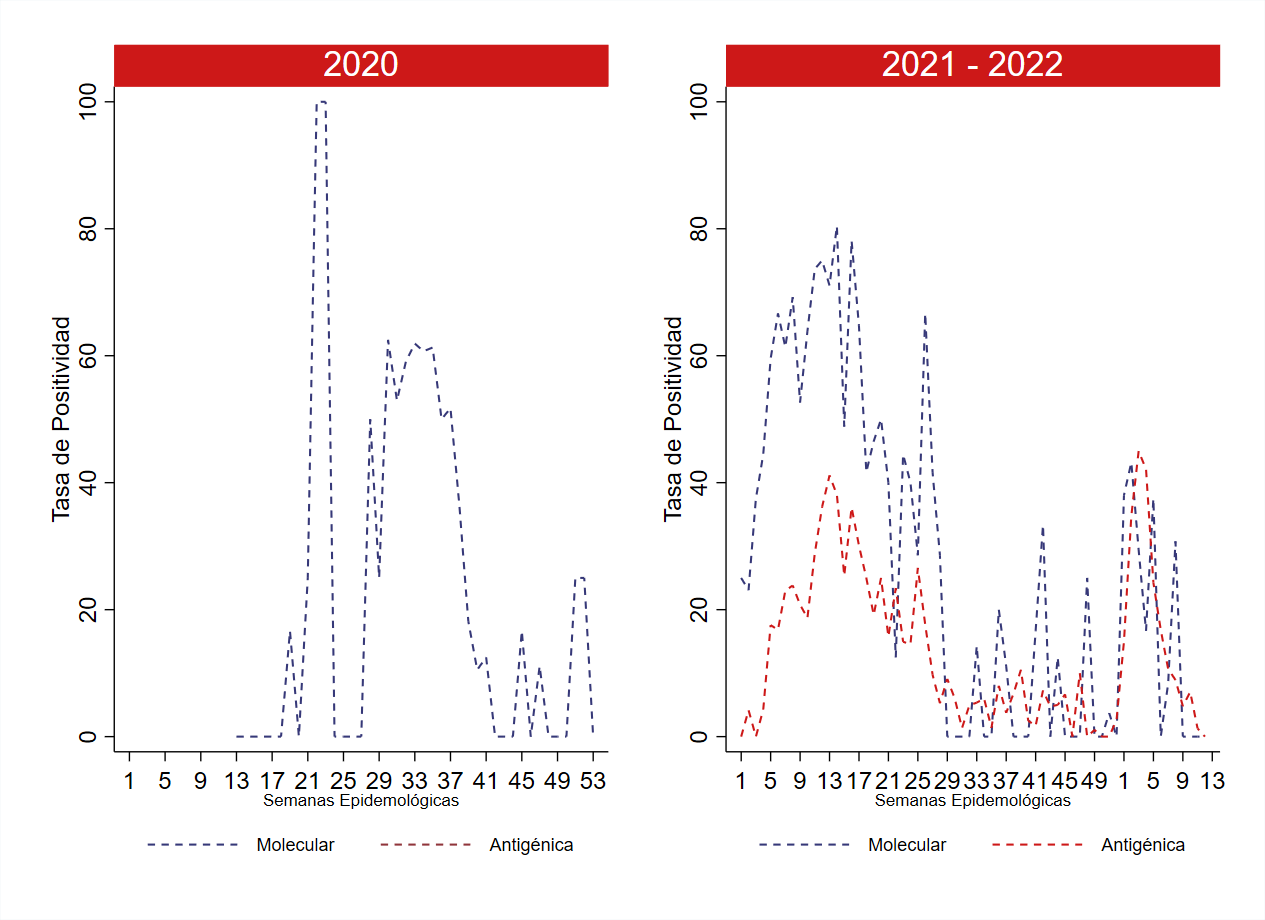 2020
100
80
60
40
20
0
Tasa de Positividad
1 5 9 13 17 21 25 29 33 37 41 45 49 53
Semanas Epidemológicas
Molecular Antigénica
2021 - 2022
100
80
60
40
20
0
Tasa de Positividad
1 5 9 13 17 21 25 29 33 37 41 45 49 1 5 9 13
Semanas Epidemológicas
Molecular Antigénica